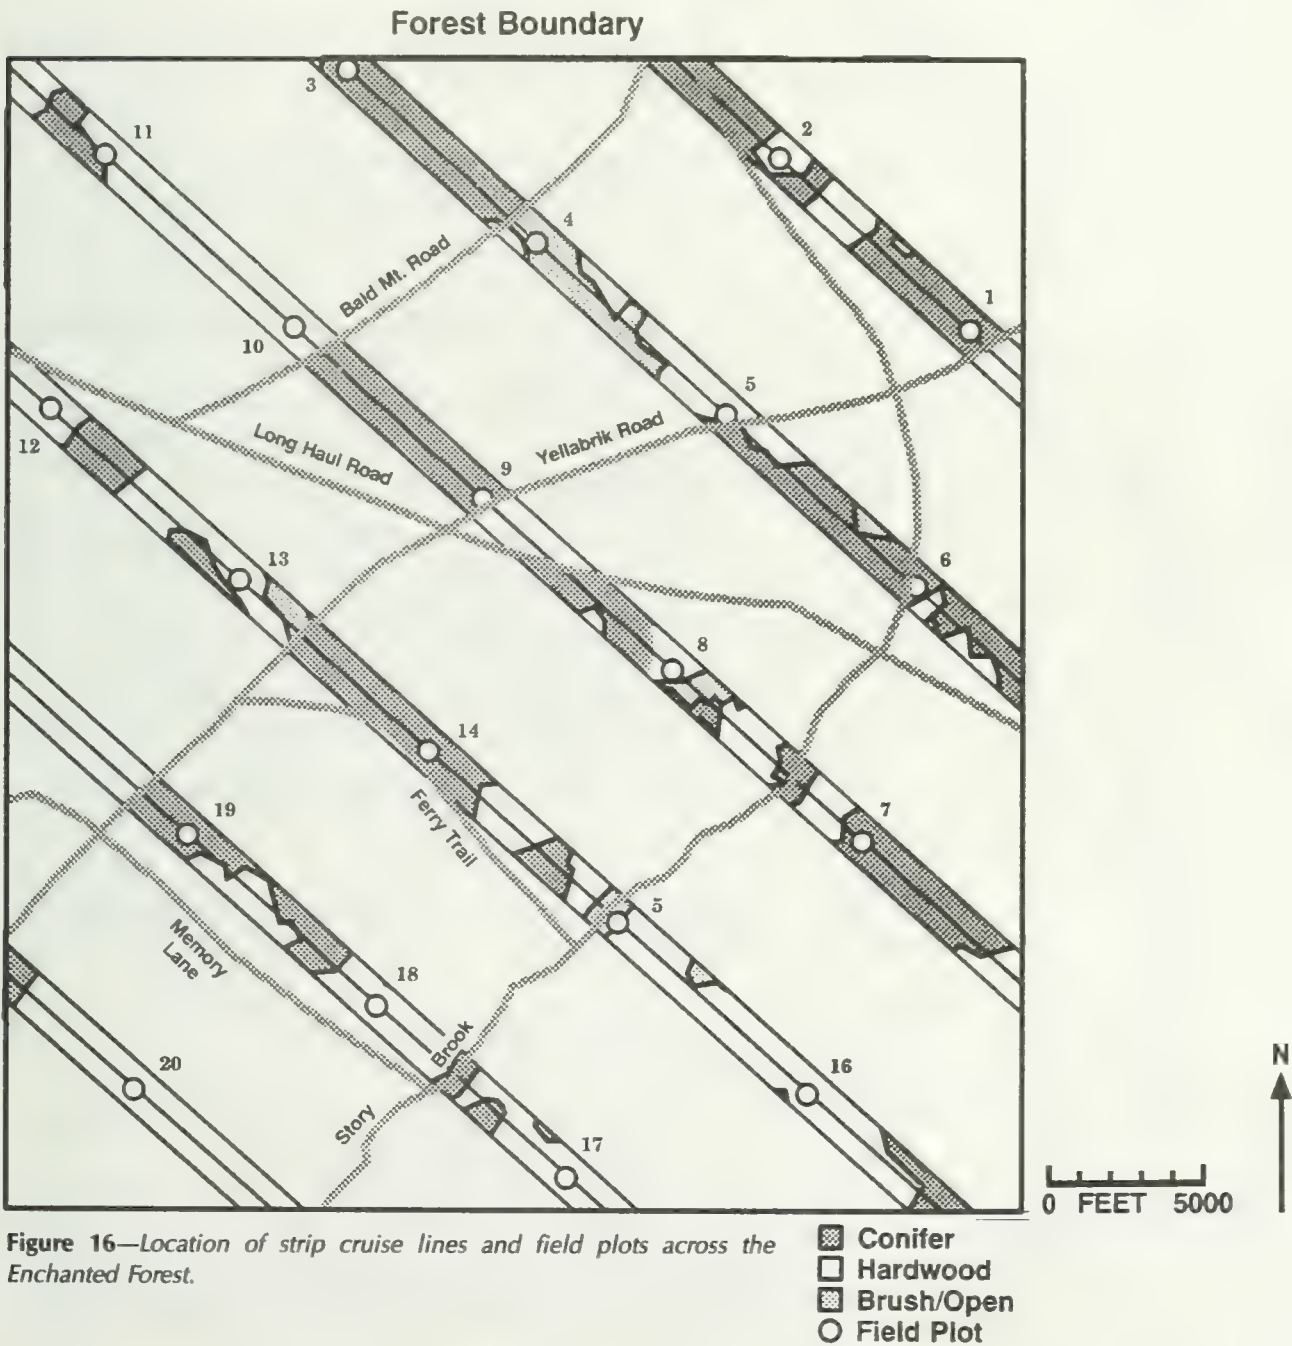 Forest Boundary
3
2
11
4
1
Bald Mt. Road
10
5
12
Long Haul Road
9
Yellabrik Road
13
6
8
14
19
Ferry Trail
7
5
Memory
Lane
18
Brook
20
16
Story
17
N
0 FEET 5000
Figure 16—Location of strip cruise lines and field plots across the
Enchanted Forest.
Conifer
Hardwood
Brush/Open
Field Plot